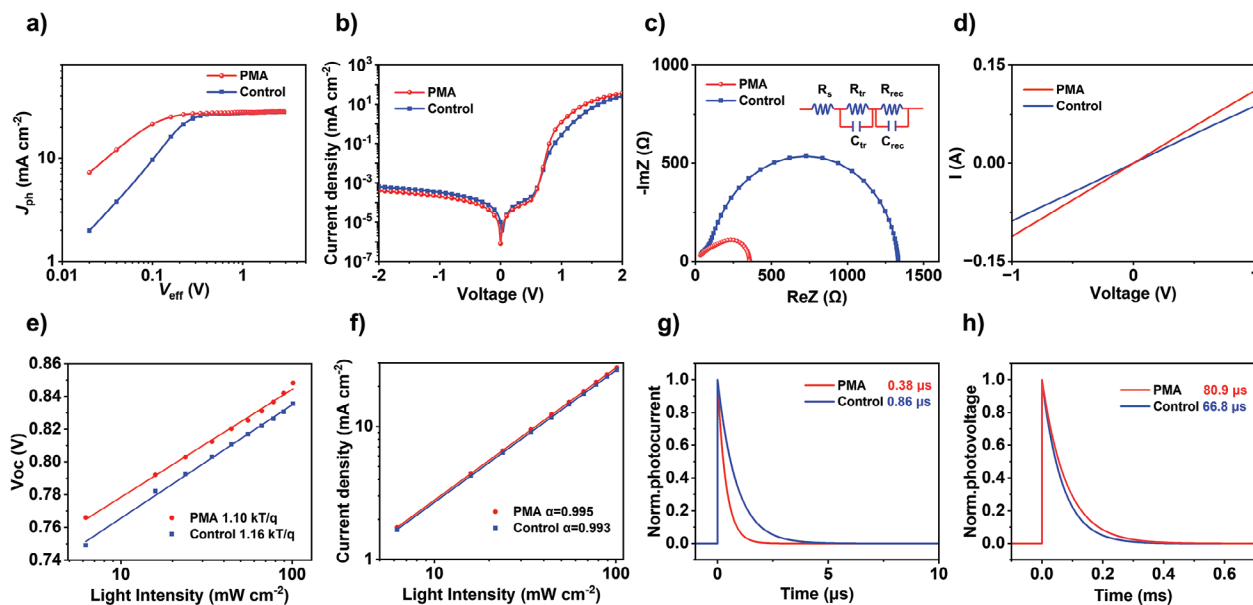 a)
b)
c)
d)
PMA
Control
J_ph (mA cm⁻²)
10
1
0.01
0.1
1
10
V_eff (V)
PMA
Control
Current density (mA cm⁻²)
10³
10¹
10⁻¹
10⁻³
10⁻⁵
10⁻⁷
-2
-1
0
1
2
Voltage (V)
PMA
Control
R_s R_tr R_rec
C_tr C_rec
-ImZ (Ω)
-1000
500
0
0
500
1000
1500
ReZ (Ω)
PMA
Control
I (A)
0.15
0.00
−0.15
−1
0
1
Voltage (V)
e)
f)
g)
h)
Voc (V)
0.86
0.84
0.82
0.80
0.78
0.76
0.74
PMA 1.10 kT/q
Control 1.16 kT/q
10
100
Light Intensity (mW cm⁻²)
Current density (mA cm⁻²)
10
1
PMA α=0.995
Control α=0.993
10
100
Light Intensity (mW cm⁻²)
Norm.photocurrent
1.0
0.8
0.6
0.4
0.2
0.0
PMA 0.38 μs
Control 0.86 μs
0
5
10
Time (μs)
Norm.photovoltage
1.0
0.8
0.6
0.4
0.2
0.0
PMA 80.9 μs
Control 66.8 μs
0.0
0.2
0.4
0.6
Time (ms)